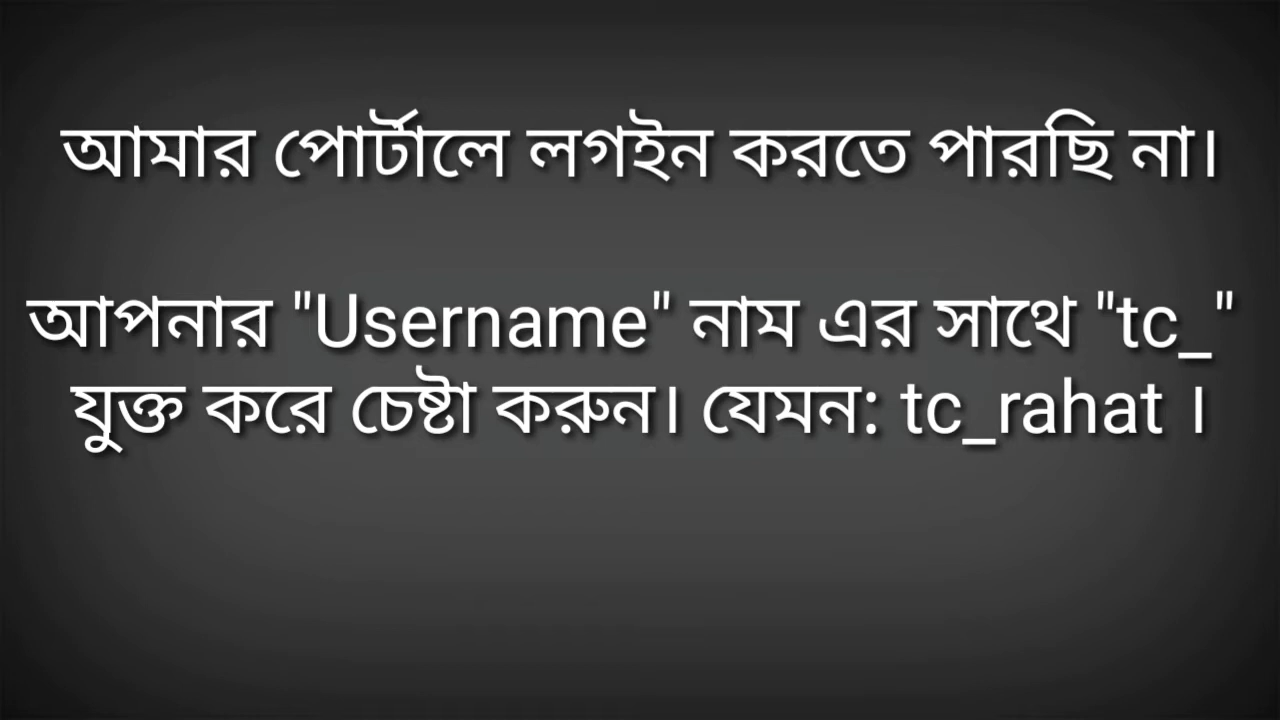 আমার পোর্টালে লগইন করতে পারছি না।
আপনার "Username" নাম এর সাথে "tc_"
যুক্ত করে চেষ্টা করুন। যেমন: tc_rahat ।